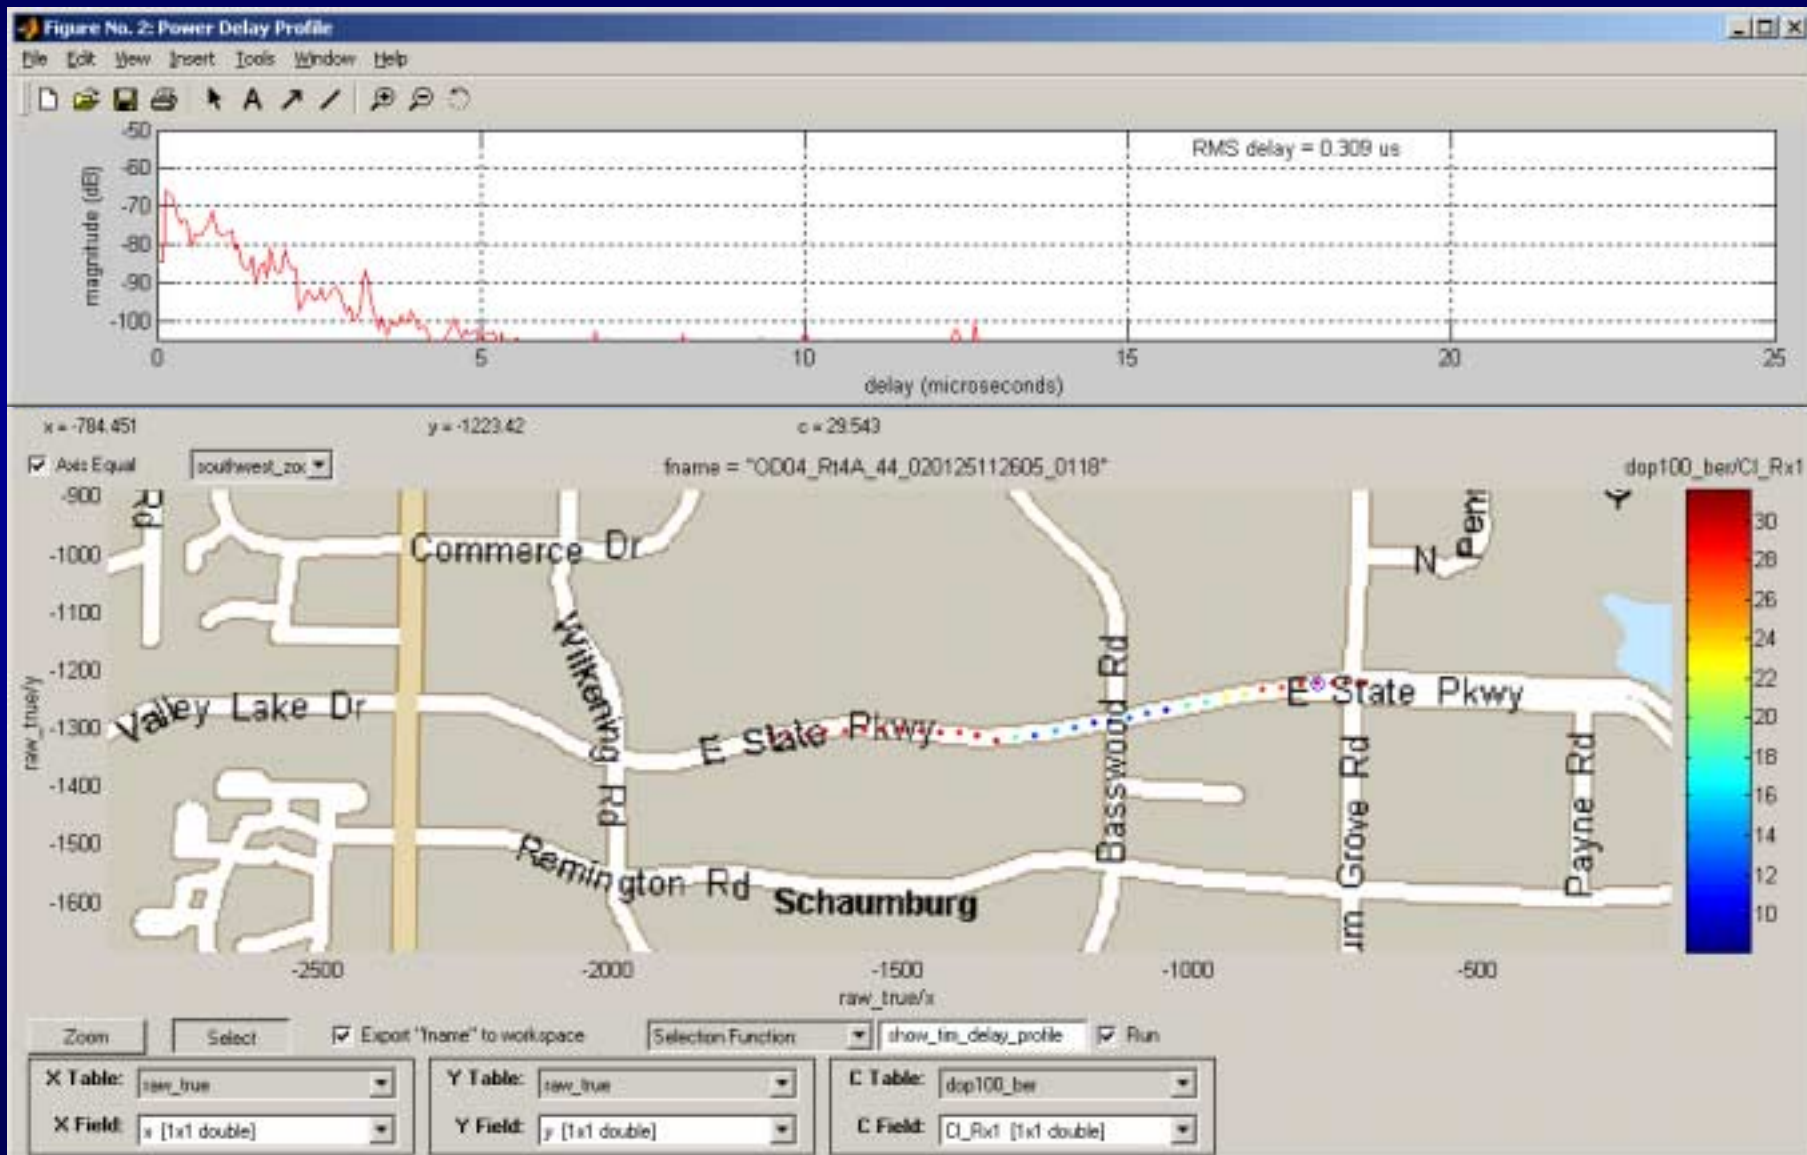 Figure No. 2: Power Delay Profile
File Edit View Insert Tools Window Help
A
RMS delay = 0.309 us
magnitude (dB)
-50
-60
-70
-80
-90
-100
0 5 10 15 20 25
delay (microseconds)
x = -784.451 y = -1223.42 c = 29.543
Axis Equal
fname = "OD04_Rt4A_44_020125112605_0118" dop100_ber/CI_Rx1
raw_true/y
-900
-1000
-1100
-1200
-1300
-1400
-1500
-1600
Rd
Commerce Dr
N
Wilkening Rd
Basswood Rd
Valley Lake Dr
E State Pkwy
E State Pkwy
Remington Rd
Schaumburg
Grove Rd
Payne Rd
30
28
26
24
22
20
18
16
14
12
10
-2500 -2000 -1500 -1000 -500
raw_true/x
Zoom Select Export "fname" to workspace Selection Function show_tim_delay_profile Run
X Table: raw_true Y Table: raw_true C Table: dop100_ber
X Field: x [1x1 double] Y Field: y [1x1 double] C Field: CI_Rx1 [1x1 double]